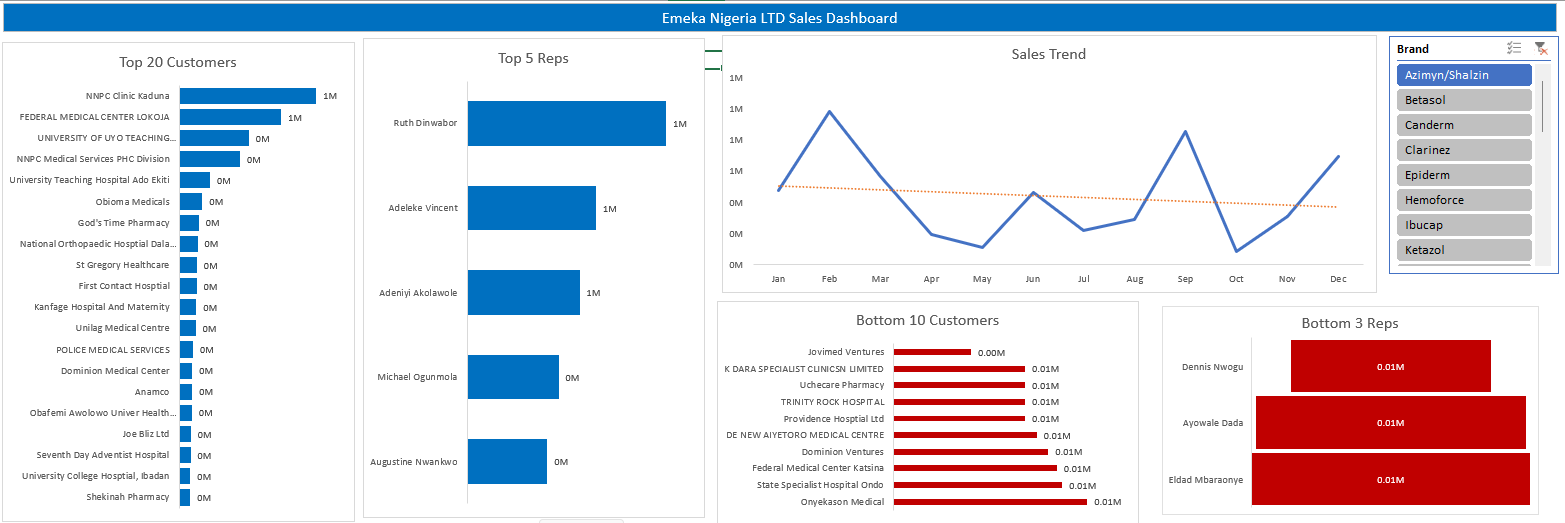 Emeka Nigeria LTD Sales Dashboard
Top 20 Customers
NNPC Clinic Kaduna 1M
FEDERAL MEDICAL CENTER LOKOJA 1M
UNIVERSITY OF UYO TEACHING... 0M
NNPC Medical Services PHC Division 0M
University Teaching Hospital Ado Ekiti 0M
Obioma Medicals 0M
God's Time Pharmacy 0M
National Orthopaedic Hosptial Dala... 0M
St Gregory Healthcare 0M
First Contact Hosptial 0M
Kanfage Hospital And Maternity 0M
Unilag Medical Centre 0M
POLICE MEDICAL SERVICES 0M
Dominion Medical Center 0M
Anamco 0M
Obafemi Awolowo Univer Health... 0M
Joe Bliz Ltd 0M
Seventh Day Adventist Hospital 0M
University College Hosptial, Ibadan 0M
Shekinah Pharmacy 0M
Top 5 Reps
Ruth Dinwabor 1M
Adeleke Vincent 1M
Adeniyi Akolawole 1M
Michael Ogunmola 0M
Augustine Nwankwo 0M
Sales Trend
1M
1M
1M
1M
0M
0M
0M
Jan Feb Mar Apr May Jun Jul Aug Sep Oct Nov Dec
Brand
Azimyn/Shalzin
Betasol
Canderm
Clarinez
Epiderm
Hemoforce
Ibucap
Ketazol
Bottom 10 Customers
Jovimed Ventures 0.00M
K DARA SPECIALIST CLINICSN LIMITED 0.01M
Uchecare Pharmacy 0.01M
TRINITY ROCK HOSPITAL 0.01M
Providence Hosptial Ltd 0.01M
DE NEW AIYETORO MEDICAL CENTRE 0.01M
Dominion Ventures 0.01M
Federal Medical Center Katsina 0.01M
State Specialist Hospital Ondo 0.01M
Onyekason Medical 0.01M
Bottom 3 Reps
Dennis Nwogu 0.01M
Ayowale Dada 0.01M
Eldad Mbaraonye 0.01M